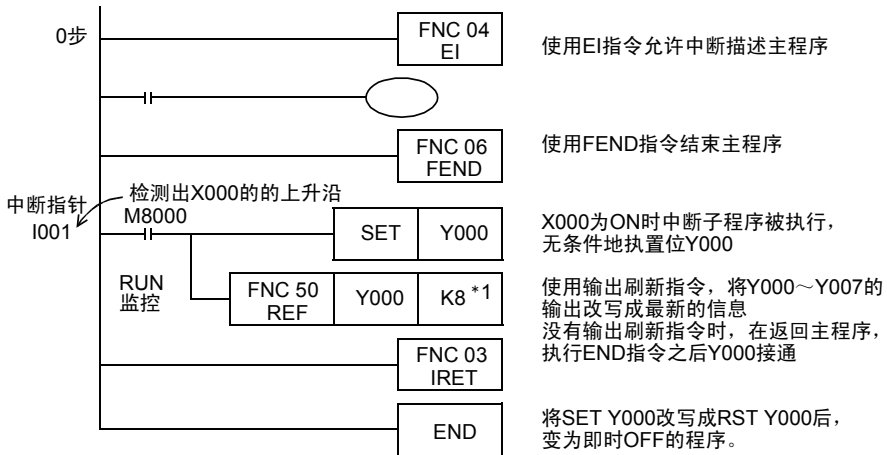 0步
FNC 04
EI
使用EI指令允许中断描述主程序
FNC 06
FEND
使用FEND指令结束主程序
中断指针
I001
检测出X000的的上升沿
M8000
SET
Y000
X000为ON时中断子程序被执行，
无条件地执置位Y000
RUN
监控
FNC 50
REF
Y000
K8 *1
使用输出刷新指令，将Y000～Y007的
输出改写成最新的信息
没有输出刷新指令时，在返回主程序，
执行END指令之后Y000接通
FNC 03
IRET
END
将SET Y000改写成RST Y000后，
变为即时OFF的程序。